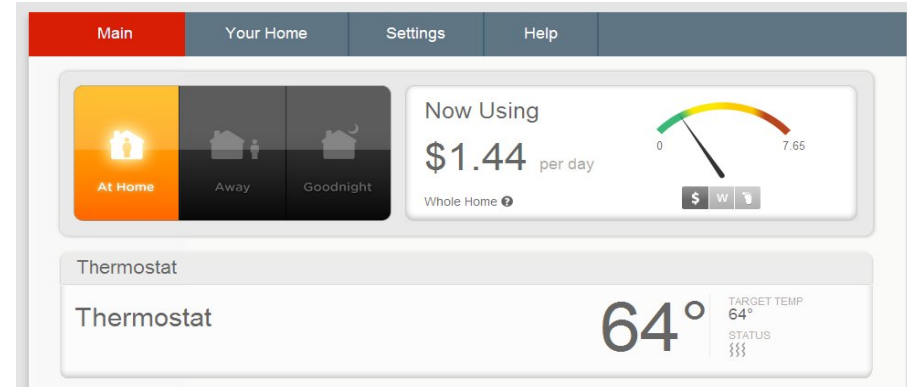 Main Your Home Settings Help
At Home Away Goodnight
Now Using
$1.44 per day
Whole Home ?
0 7.65
$ W
Thermostat
Thermostat
64°
TARGET TEMP
64°
STATUS